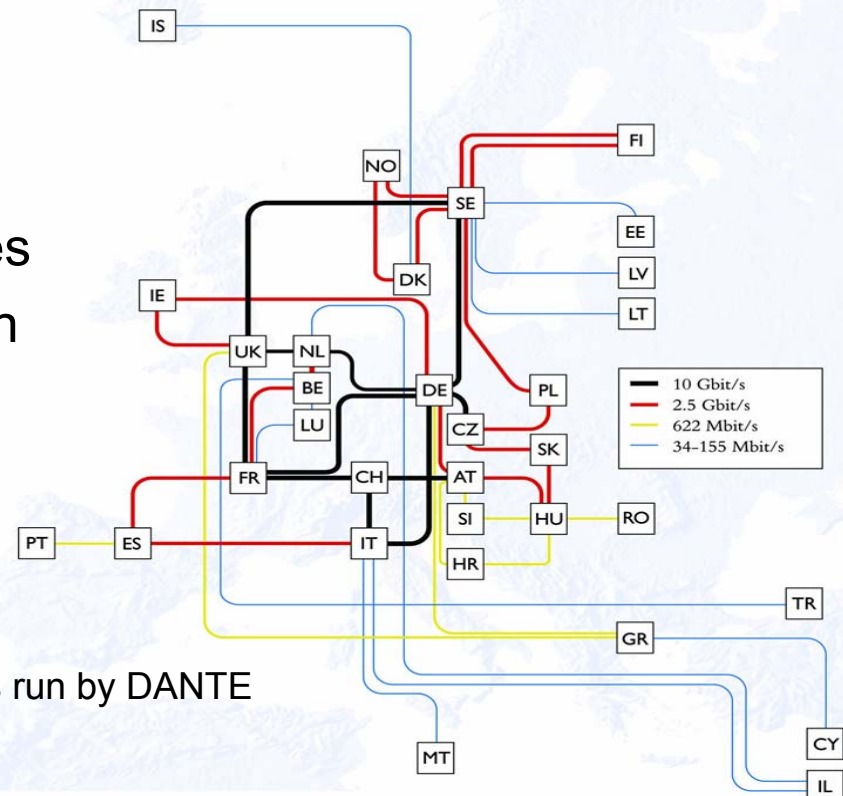 IS
FI
NO
SE
es
EE
DK
LV
IE
n
LT
UK
NL
10 Gbit/s
BE
DE
PL
2.5 Gbit/s
LU
CZ
622 Mbit/s
SK
34-155 Mbit/s
FR
CH
AT
PT
ES
IT
SI
HU
RO
HR
TR
GR
run by DANTE
MT
CY
IL